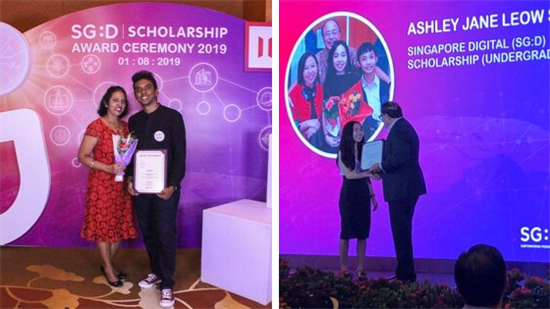 SG:D | SCHOLARSHIP
AWARD CEREMONY 2019
01 : 08 : 2019
ASHLEY JANE LEOW S
SINGAPORE DIGITAL (SG:D)
SCHOLARSHIP (UNDERGRAD
SG: